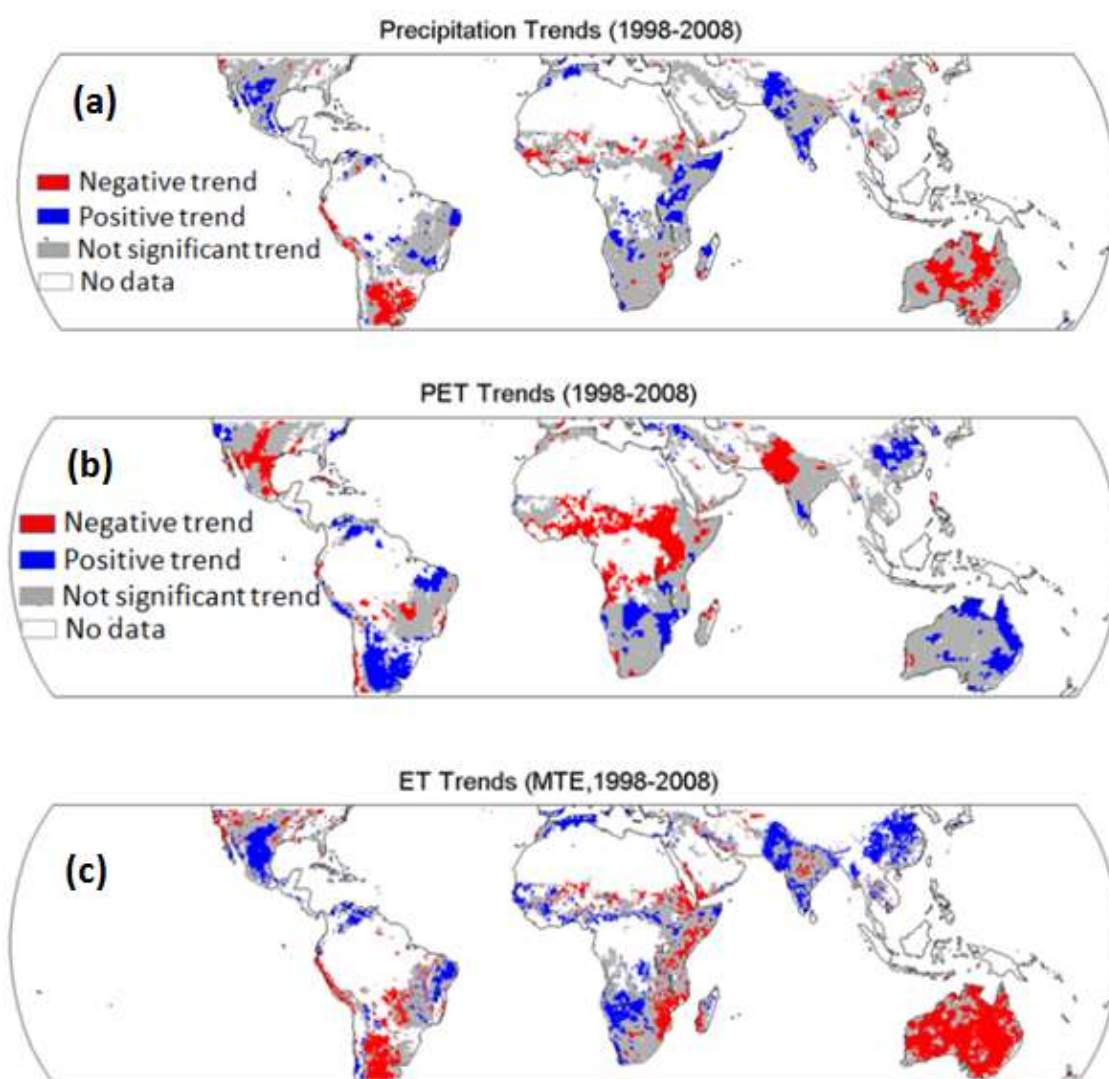 Precipitation Trends (1998-2008)
(a)
Negative trend
Positive trend
Not significant trend
No data
PET Trends (1998-2008)
(b)
Negative trend
Positive trend
Not significant trend
No data
ET Trends (MTE,1998-2008)
(c)